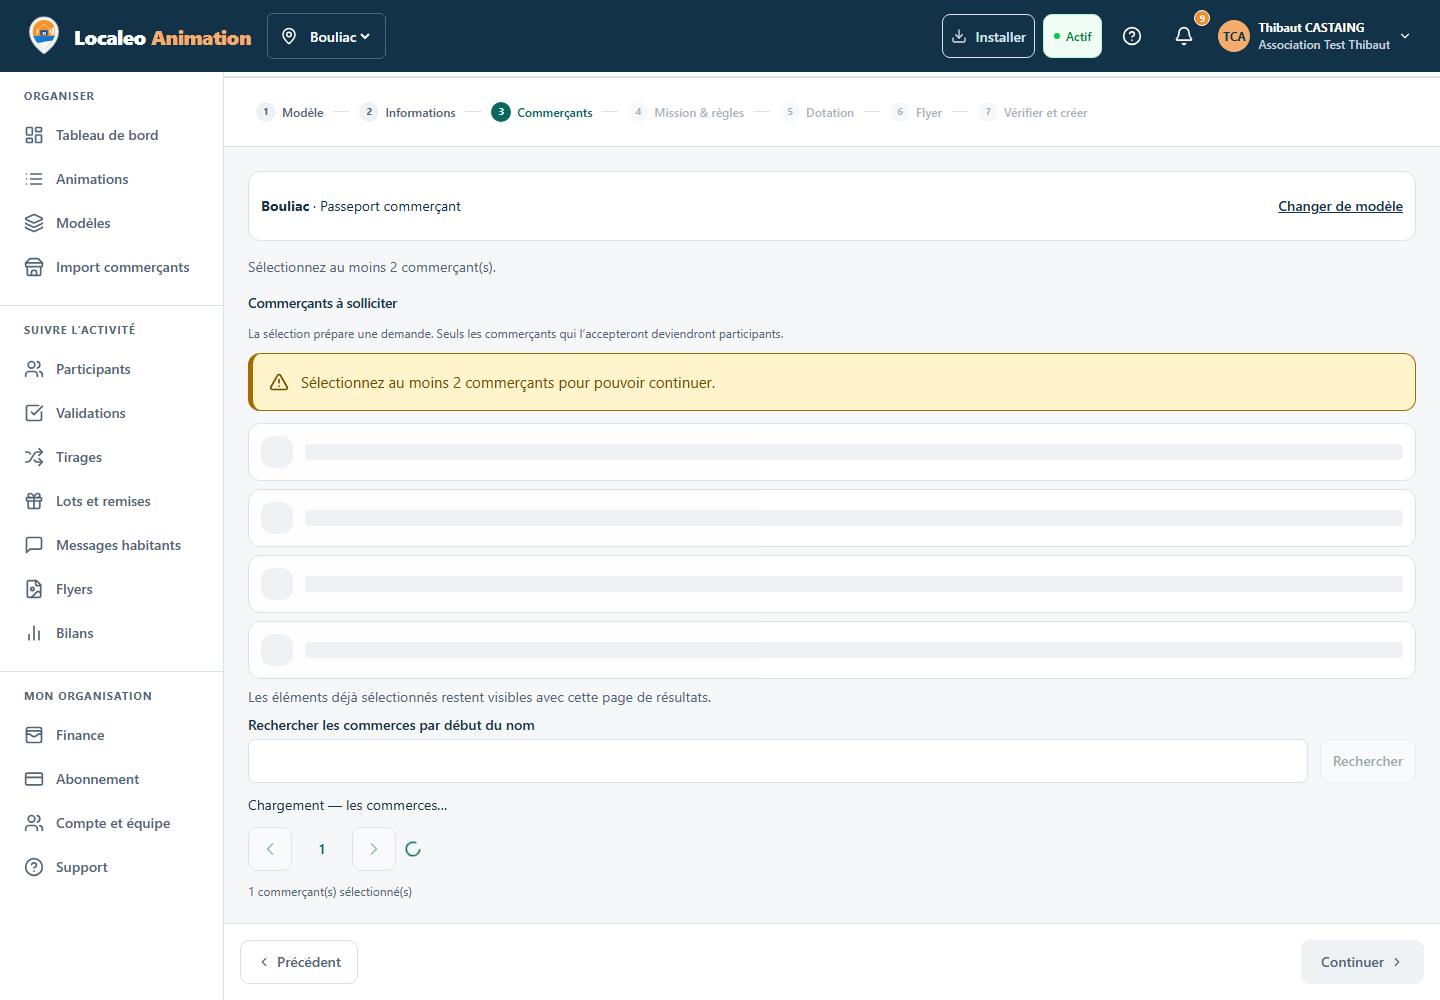 Localeo Animation
Bouliac
Installer
Actif
9
TCA
Thibaut CASTAING
Association Test Thibaut
ORGANISER
Tableau de bord
Animations
Modèles
Import commerçants
SUIVRE L'ACTIVITÉ
Participants
Validations
Tirages
Lots et remises
Messages habitants
Flyers
Bilans
MON ORGANISATION
Finance
Abonnement
Compte et équipe
Support
1 Modèle
2 Informations
3 Commerçants
4 Mission & règles
5 Dotation
6 Flyer
7 Vérifier et créer
Bouliac · Passeport commerçant
Changer de modèle
Sélectionnez au moins 2 commerçant(s).
Commerçants à solliciter
La sélection prépare une demande. Seuls les commerçants qui l'accepteront deviendront participants.
Sélectionnez au moins 2 commerçants pour pouvoir continuer.
Les éléments déjà sélectionnés restent visibles avec cette page de résultats.
Rechercher les commerces par début du nom
Rechercher
Chargement — les commerces…
1
1 commerçant(s) sélectionné(s)
Précédent
Continuer